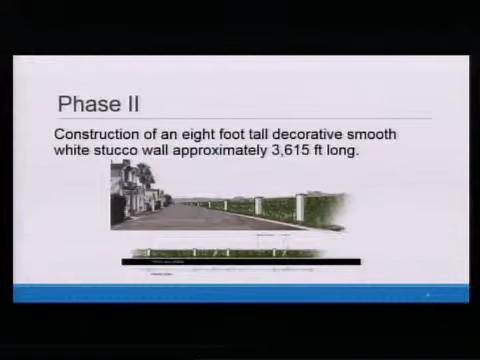 Phase II
Construction of an eight foot tall decorative smooth
white stucco wall approximately 3,615 ft long.